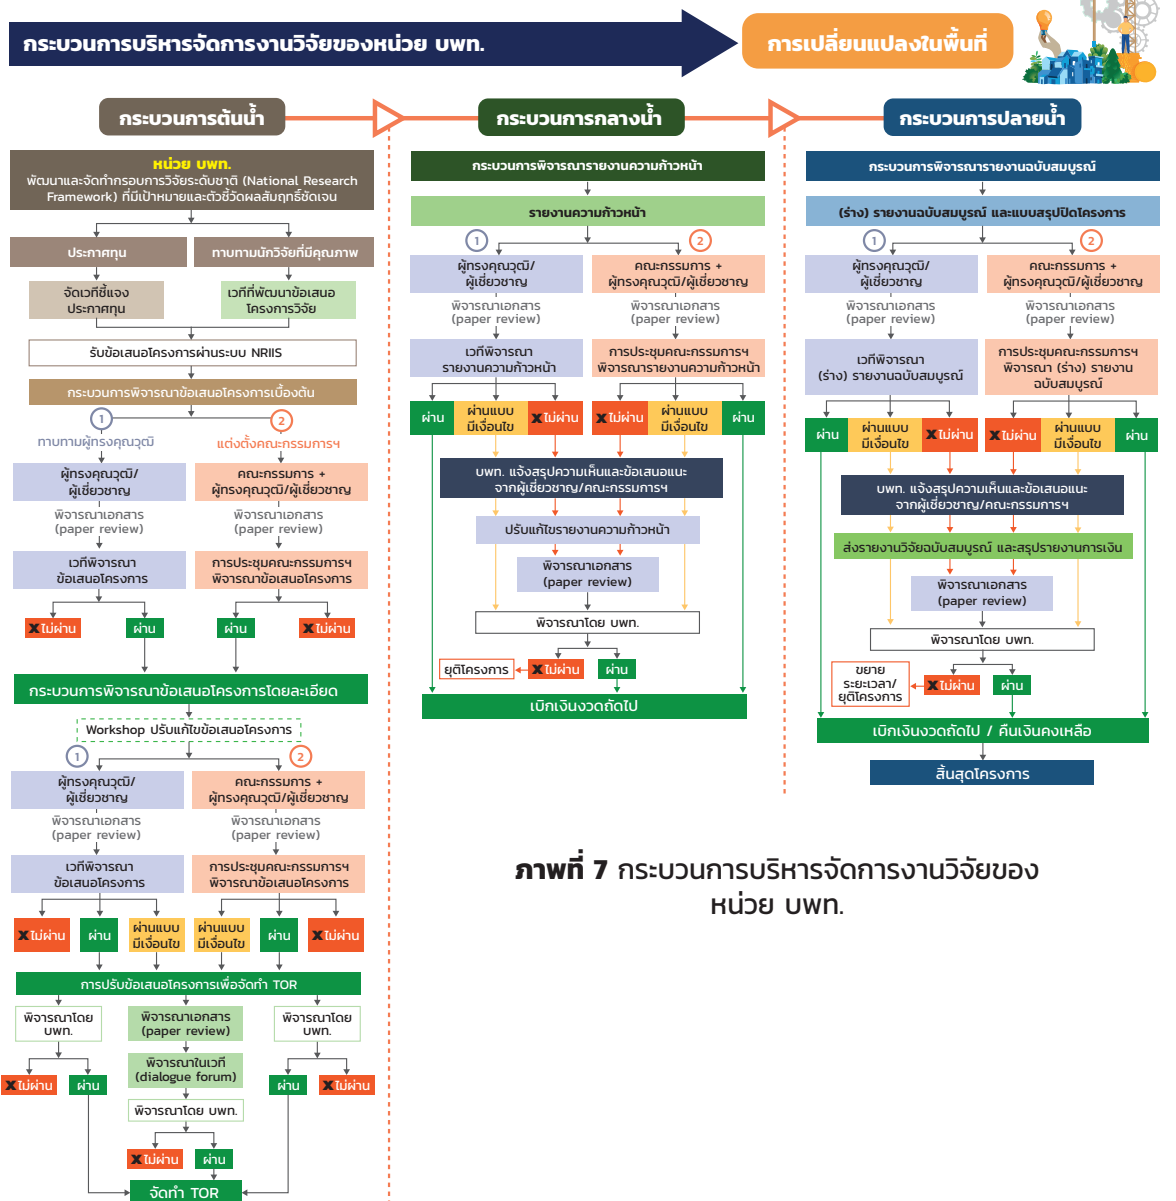 กระบวนการบริหารจัดการงานวิจัยของหน่วย บพท.
การเปลี่ยนแปลงในพื้นที่
กระบวนการต้นน้ำ
หน่วย บพท.
พัฒนาและจัดทำกรอบการวิจัยระดับชาติ (National Research
Framework) ที่มีเป้าหมายและตัวชี้วัดผลสัมฤทธิ์ชัดเจน
ประกาศทุน
ทาบทามนักวิจัยที่มีคุณภาพ
จัดเวทีชี้แจง
ประกาศทุน
เวทีที่พัฒนาข้อเสนอ
โครงการวิจัย
รับข้อเสนอโครงการผ่านระบบ NRIIS
กระบวนการพิจารณาข้อเสนอโครงการเบื้องต้น
1
2
ทาบทามผู้ทรงคุณวุฒิ
แต่งตั้งคณะกรรมการฯ
ผู้ทรงคุณวุฒิ/
ผู้เชี่ยวชาญ
คณะกรรมการ +
ผู้ทรงคุณวุฒิ/ผู้เชี่ยวชาญ
พิจารณาเอกสาร
(paper review)
พิจารณาเอกสาร
(paper review)
เวทีพิจารณา
ข้อเสนอโครงการ
การประชุมคณะกรรมการฯ
พิจารณาข้อเสนอโครงการ
X ไม่ผ่าน
ผ่าน
ผ่าน
X ไม่ผ่าน
กระบวนการพิจารณาข้อเสนอโครงการโดยละเอียด
Workshop ปรับแก้ไขข้อเสนอโครงการ
1
2
ผู้ทรงคุณวุฒิ/
ผู้เชี่ยวชาญ
คณะกรรมการ +
ผู้ทรงคุณวุฒิ/ผู้เชี่ยวชาญ
พิจารณาเอกสาร
(paper review)
พิจารณาเอกสาร
(paper review)
เวทีพิจารณา
ข้อเสนอโครงการ
การประชุมคณะกรรมการฯ
พิจารณาข้อเสนอโครงการ
X ไม่ผ่าน
ผ่าน
ผ่านแบบ
มีเงื่อนไข
ผ่านแบบ
มีเงื่อนไข
ผ่าน
X ไม่ผ่าน
การปรับข้อเสนอโครงการเพื่อจัดทำ TOR
พิจารณาโดย
บพท.
พิจารณาเอกสาร
(paper review)
พิจารณาโดย
บพท.
พิจารณาในเวที
(dialogue forum)
X ไม่ผ่าน
ผ่าน
ผ่าน
X ไม่ผ่าน
พิจารณาโดย บพท.
X ไม่ผ่าน
ผ่าน
จัดทำ TOR
กระบวนการกลางน้ำ
กระบวนการพิจารณารายงานความก้าวหน้า
รายงานความก้าวหน้า
1
2
ผู้ทรงคุณวุฒิ/
ผู้เชี่ยวชาญ
คณะกรรมการ +
ผู้ทรงคุณวุฒิ/ผู้เชี่ยวชาญ
พิจารณาเอกสาร
(paper review)
พิจารณาเอกสาร
(paper review)
เวทีพิจารณา
รายงานความก้าวหน้า
การประชุมคณะกรรมการฯ
พิจารณารายงานความก้าวหน้า
ผ่าน
ผ่านแบบ
มีเงื่อนไข
X ไม่ผ่าน
X ไม่ผ่าน
ผ่านแบบ
มีเงื่อนไข
ผ่าน
บพท. แจ้งสรุปความเห็นและข้อเสนอแนะ
จากผู้เชี่ยวชาญ/คณะกรรมการฯ
ปรับแก้ไขรายงานความก้าวหน้า
พิจารณาเอกสาร
(paper review)
พิจารณาโดย บพท.
ยุติโครงการ
X ไม่ผ่าน
ผ่าน
เบิกเงินงวดถัดไป
กระบวนการปลายน้ำ
กระบวนการพิจารณารายงานฉบับสมบูรณ์
(ร่าง) รายงานฉบับสมบูรณ์ และแบบสรุปปิดโครงการ
1
2
ผู้ทรงคุณวุฒิ/
ผู้เชี่ยวชาญ
คณะกรรมการ +
ผู้ทรงคุณวุฒิ/ผู้เชี่ยวชาญ
พิจารณาเอกสาร
(paper review)
พิจารณาเอกสาร
(paper review)
เวทีพิจารณา
(ร่าง) รายงานฉบับสมบูรณ์
การประชุมคณะกรรมการฯ
พิจารณา (ร่าง) รายงาน
ฉบับสมบูรณ์
ผ่าน
ผ่านแบบ
มีเงื่อนไข
X ไม่ผ่าน
X ไม่ผ่าน
ผ่านแบบ
มีเงื่อนไข
ผ่าน
บพท. แจ้งสรุปความเห็นและข้อเสนอแนะ
จากผู้เชี่ยวชาญ/คณะกรรมการฯ
ส่งรายงานวิจัยฉบับสมบูรณ์ และสรุปรายงานการเงิน
พิจารณาเอกสาร
(paper review)
พิจารณาโดย บพท.
ขยาย
ระยะเวลา/
ยุติโครงการ
X ไม่ผ่าน
ผ่าน
เบิกเงินงวดถัดไป / คืนเงินคงเหลือ
สิ้นสุดโครงการ
ภาพที่ 7 กระบวนการบริหารจัดการงานวิจัยของ
หน่วย บพท.